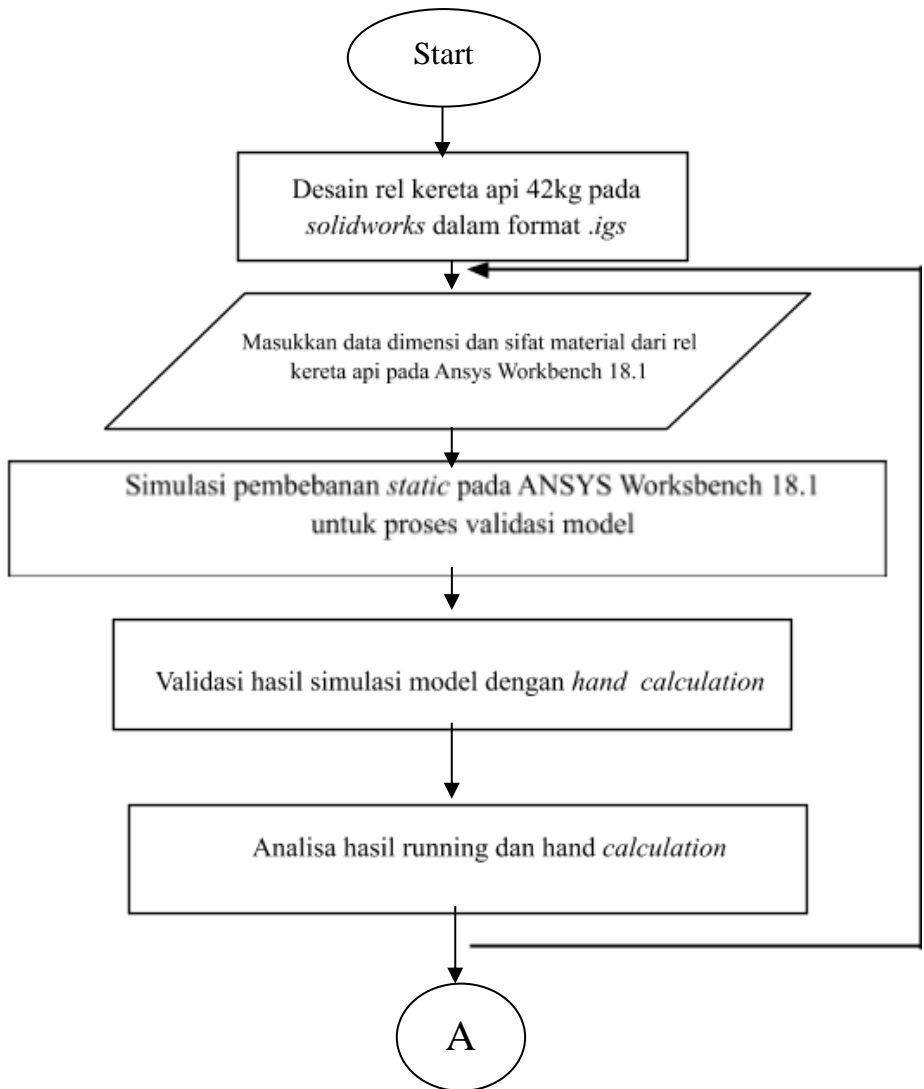 Start
Desain rel kereta api 42kg pada
solidworks dalam format .igs
Masukkan data dimensi dan sifat material dari rel
kereta api pada Ansys Workbench 18.1
Simulasi pembebanan static pada ANSYS Worksbench 18.1
untuk proses validasi model
Validasi hasil simulasi model dengan hand calculation
Analisa hasil running dan hand calculation
A